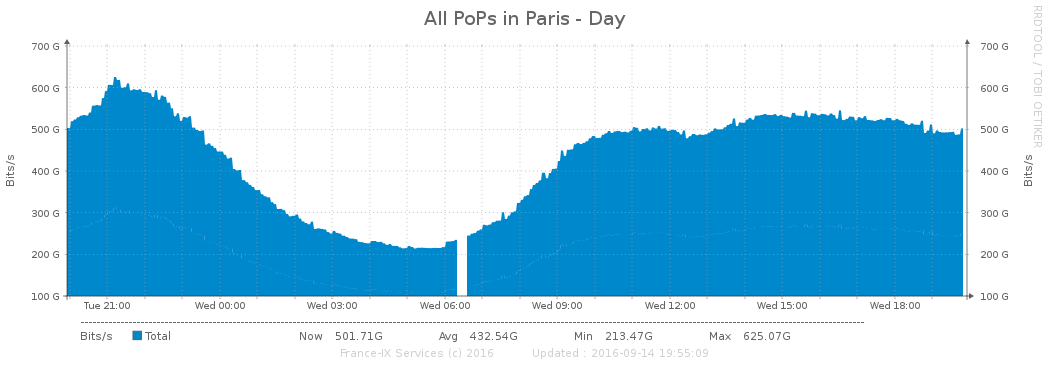 All PoPs in Paris - Day
RRDTOOL / TOBI OETIKER
700 G 700 G
600 G 600 G
500 G 500 G
400 G 400 G
300 G 300 G
200 G 200 G
100 G 100 G
Bits/s
Bits/s
Tue 21:00 Wed 00:00 Wed 03:00 Wed 06:00 Wed 09:00 Wed 12:00 Wed 15:00 Wed 18:00
Bits/s Total Now 501.71G Avg 432.54G Min 213.47G Max 625.07G
France-IX Services (c) 2016 Updated : 2016-09-14 19:55:09